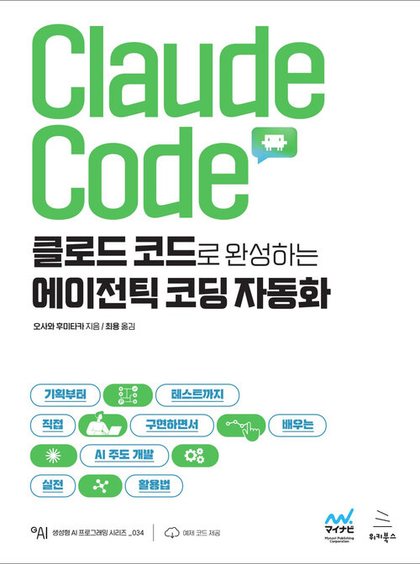 Claude
Code
클로드 코드로 완성하는
에이전틱 코딩 자동화
오사와 후미타카 지음 / 최용 옮김
기획부터 테스트까지
직접 구현하면서 배우는
AI 주도 개발
실전 활용법
GAI 생성형 AI 프로그래밍 시리즈 _034
예제 코드 제공
マイナビ
Mynavi Publishing
Corporation
위키북스